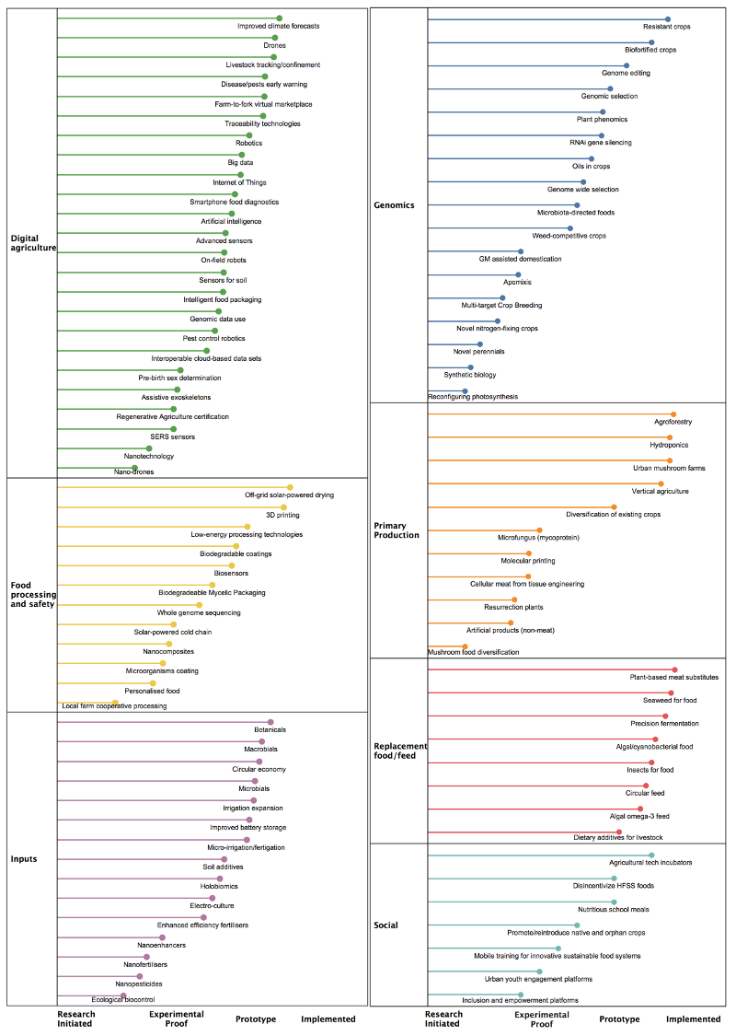 Improved climate forecasts
Drones
Livestock tracking/confinement
Disease/pests early warning
Farm-to-fork virtual marketplace
Traceability technologies
Robotics
Big data
Internet of Things
Smartphone food diagnostics
Artificial intelligence
Digital
agriculture
Advanced sensors
On-field robots
Sensors for soil
Intelligent food packaging
Genomic data use
Pest control robotics
Interoperable cloud-based data sets
Pre-birth sex determination
Assistive exoskeletons
Regenerative Agriculture certification
SERS sensors
Nanotechnology
Nano-drones
Off-grid solar-powered drying
3D printing
Low-energy processing technologies
Biodegradable coatings
Biosensors
Food
processing
and safety
Biodegradeable Mycelic Packaging
Whole genome sequencing
Solar-powered cold chain
Nanocomposites
Microorganisms coating
Personalised food
Local farm cooperative processing
Botanicals
Macrobials
Circular economy
Microbials
Irrigation expansion
Improved battery storage
Micro-irrigation/fertigation
Inputs
Soil additives
Holobiomics
Electro-culture
Enhanced efficiency fertilisers
Nanoenhancers
Nanofertilisers
Nanopesticides
Ecological biocontrol
Research
Initiated
Experimental
Proof
Prototype
Implemented
Resistant crops
Biofortified crops
Genome editing
Genomic selection
Plant phenomics
RNAi gene silencing
Oils in crops
Genome wide selection
Genomics
Microbiota-directed foods
Weed-competitive crops
GM assisted domestication
Apomixis
Multi-target Crop Breeding
Novel nitrogen-fixing crops
Novel perennials
Synthetic biology
Reconfiguring photosynthesis
Agroforestry
Hydroponics
Urban mushroom farms
Vertical agriculture
Diversification of existing crops
Primary
Production
Microfungus (mycoprotein)
Molecular printing
Cellular meat from tissue engineering
Resurrection plants
Artificial products (non-meat)
Mushroom food diversification
Plant-based meat substitutes
Seaweed for food
Precision fermentation
Replacement
food/feed
Algal/cyanobacterial food
Insects for food
Circular feed
Algal omega-3 feed
Dietary additives for livestock
Agricultural tech incubators
Disincentivize HFSS foods
Nutritious school meals
Social
Promote/reintroduce native and orphan crops
Mobile training for innovative sustainable food systems
Urban youth engagement platforms
Inclusion and empowerment platforms
Research
Initiated
Experimental
Proof
Prototype
Implemented